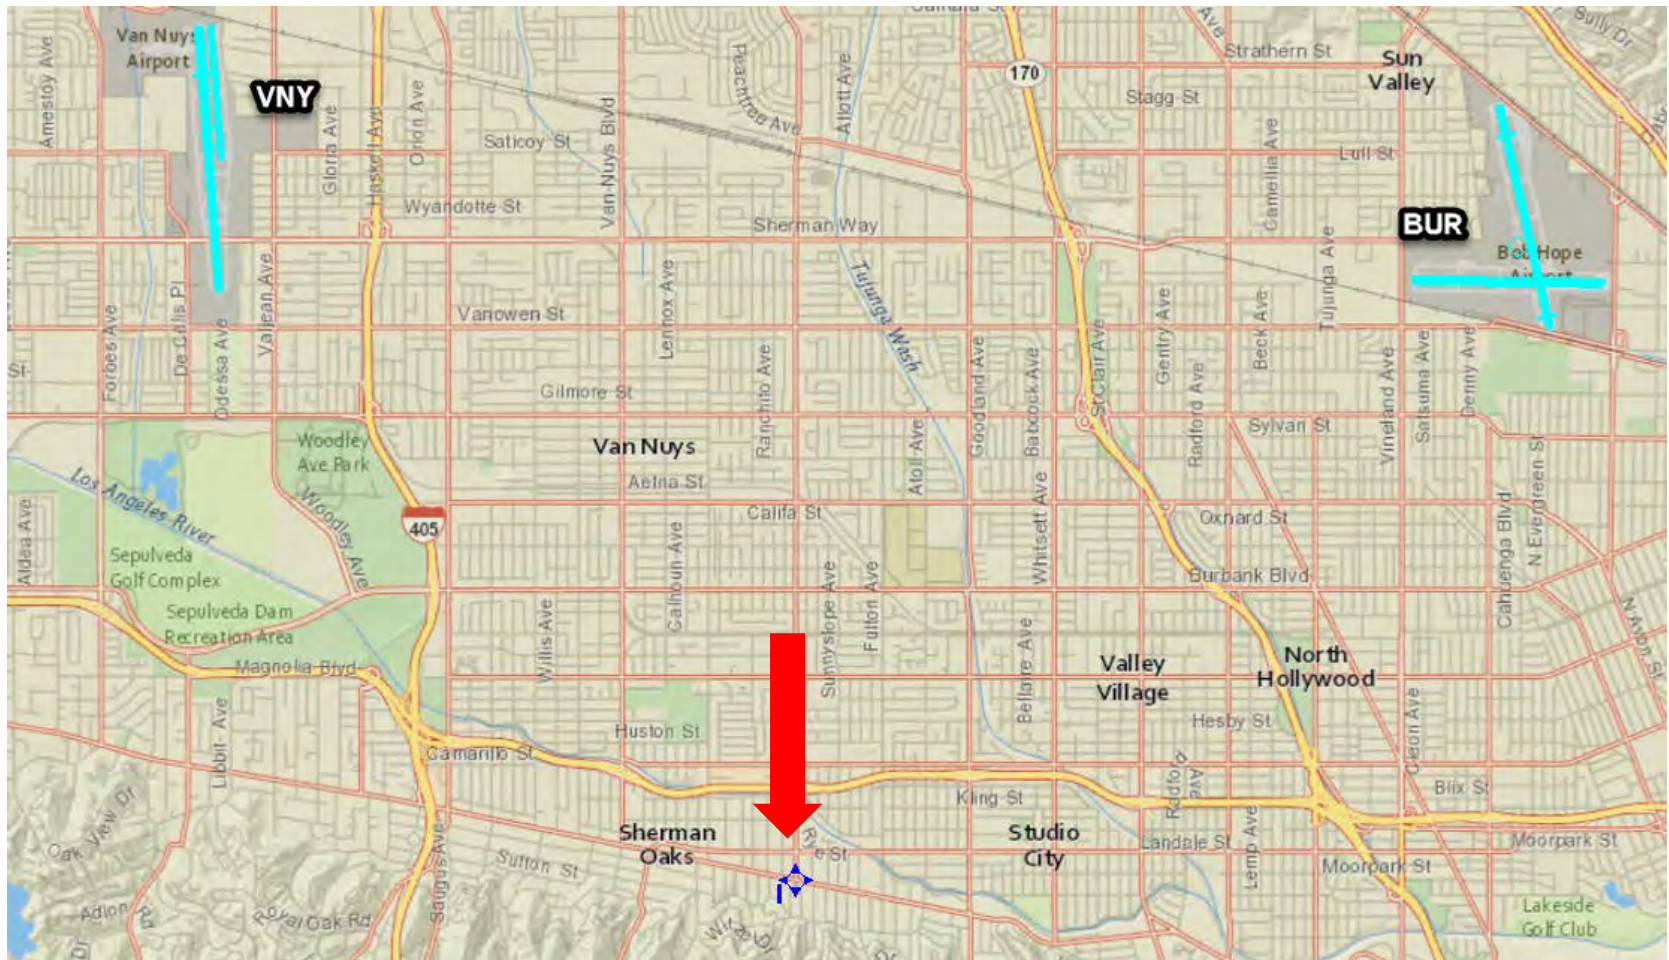 Van Nuys
Airport
VNY
Amestoy Ave
Gloria Ave
Haskell Ave
Orion Ave
Saticoy St
Van Nuys Blvd
Peachtree Ave
Allott Ave
170
Ave
Strathern St
Stagg St
Sun
Valley
Lull St
Camellia Ave
Tujunga Ave
BUR
Bob Hope
Airport
Wyandotte St
Sherman Way
Tujunga Wash
Forbes Ave
De Celis Pl
Odessa Ave
Valjean Ave
Vanowen St
Lennox Ave
Ranchito Ave
Gilmore St
St
Goodland Ave
Babcock Ave
St Clair Ave
Gentry Ave
Radford Ave
Beck Ave
Vineland Ave
Satsuma Ave
Denny Ave
Sylvan St
Woodley
Ave Park
Van Nuys
Aetna St
Califa St
Atoll Ave
Whitsett Ave
Oxnard St
Cahuenga Blvd
N Evergreen St
Los Angeles River
Woodley Ave
405
Aldea Ave
Sepulveda
Golf Complex
Sepulveda Dam
Recreation Area
Magnolia Blvd
Willis Ave
Calhoun Ave
Sunnyslope Ave
Fulton Ave
Bellaire Ave
Burbank Blvd
N Avon St
Valley
Village
North
Hollywood
Hesby St
Huston St
Libbit Ave
Camarillo St
Kling St
Radford
Ave
Cleon Ave
Blix St
Oak View Dr
Sherman
Oaks
Rye St
Studio
City
Landale St
Lemp Ave
Moorpark St
Moorpark St
Sutton St
Saugus Ave
Royal Oak Rd
Adlon Rd
Dr
Dr
Lakeside
Golf Club